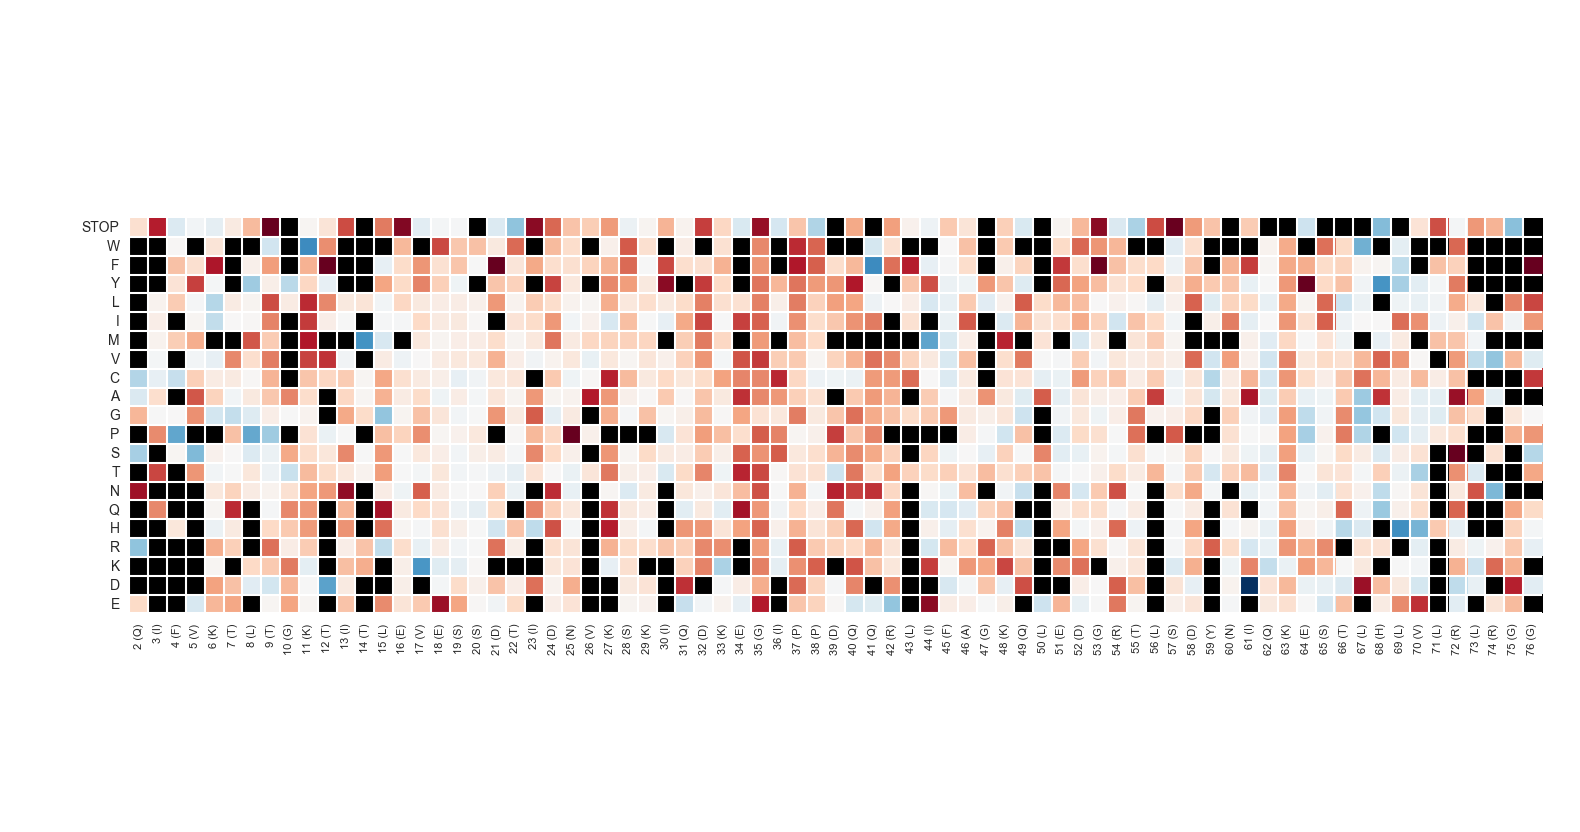 STOP
W
F
Y
L
I
M
V
C
A
G
P
S
T
N
Q
H
R
K
D
E
2 (Q)
3 (I)
4 (F)
5 (V)
6 (K)
7 (T)
8 (L)
9 (T)
10 (G)
11 (K)
12 (T)
13 (I)
14 (T)
15 (L)
16 (E)
17 (V)
18 (E)
19 (S)
20 (S)
21 (D)
22 (T)
23 (I)
24 (D)
25 (N)
26 (V)
27 (K)
28 (S)
29 (K)
30 (I)
31 (Q)
32 (D)
33 (K)
34 (E)
35 (G)
36 (I)
37 (P)
38 (P)
39 (D)
40 (Q)
41 (Q)
42 (R)
43 (L)
44 (I)
45 (F)
46 (A)
47 (G)
48 (K)
49 (Q)
50 (L)
51 (E)
52 (D)
53 (G)
54 (R)
55 (T)
56 (L)
57 (S)
58 (D)
59 (Y)
60 (N)
61 (I)
62 (Q)
63 (K)
64 (E)
65 (S)
66 (T)
67 (L)
68 (H)
69 (L)
70 (V)
71 (L)
72 (R)
73 (L)
74 (R)
75 (G)
76 (G)